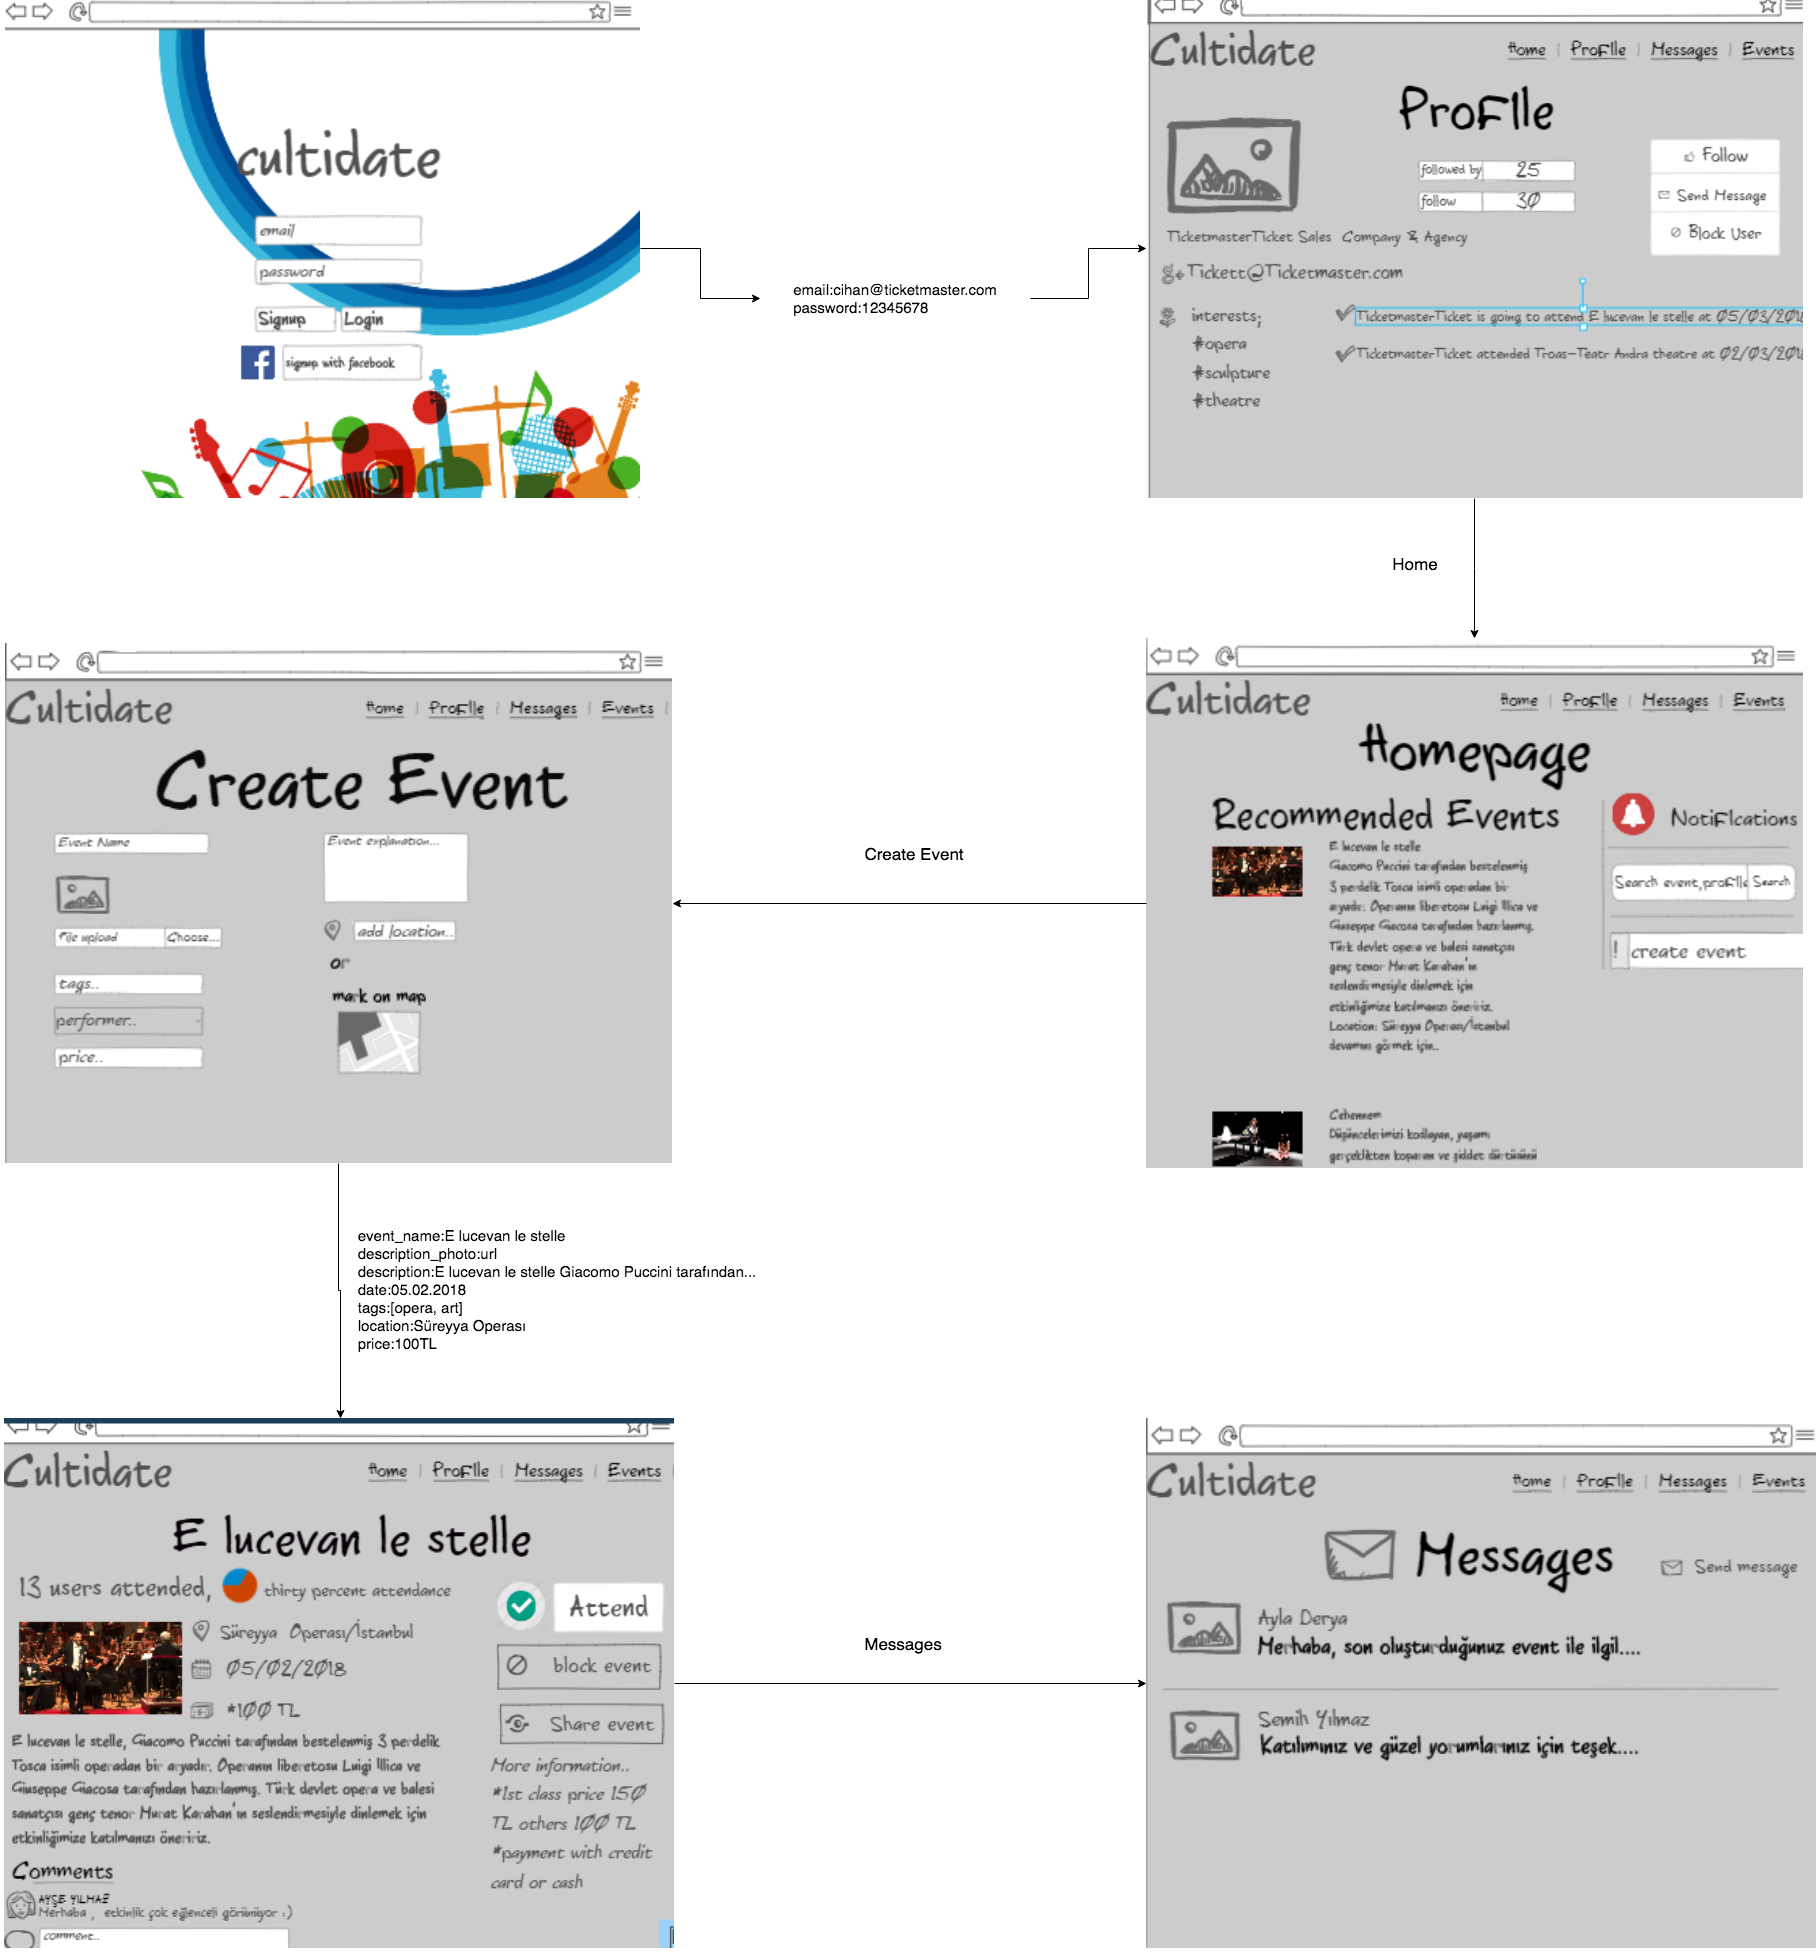 cultidate
email
password
Signup
Login
signup with facebook
email:cihan@ticketmaster.com
password:12345678
Cultidate
Home | Profile | Messages | Events
Profile
followed by 25
follow 30
Follow
Send Message
Block User
TicketmasterTicket Sales Company & Agency
g+Tickett@Ticketmaster.com
interests;
#opera
#sculpture
#theatre
TicketmasterTicket is going to attend E lucevan le stelle at 05/03/2018
TicketmasterTicket attended Troas-Teatr Andra theatre at 02/03/201
Home
Cultidate
Home | Profile | Messages | Events
Create Event
Event Name
Event explanation...
File upload
Choose...
add location..
or
tags..
mark on map
performer..
price..
Create Event
Cultidate
Home | Profile | Messages | Events
Homepage
Recommended Events
E lucevan le stelle
Giacomo Puccini tarafından bestelenmiş
3 perdelik Tosca isimli operadan bir
aryadır. Operanın liberetosu Luigi Illica ve
Giuseppe Giacosa tarafından hazırlanmış.
Türk devlet opera ve balesi sanatçısı
genç tenor Murat Karahan'ın
seslendirmesiyle dinlemek için
etkinliğimize katılmanızı öneririz.
Location: Süreyya Operası/İstanbul
devamını görmek için..
Cehennem
Düşüncelerimizi kodlayan, yaşamı
gerçeklikten koparan ve şiddet dürtüsünü
Notifications
Search event,profile
Search
! create event
event_name:E lucevan le stelle
description_photo:url
description:E lucevan le stelle Giacomo Puccini tarafından...
date:05.02.2018
tags:[opera, art]
location:Süreyya Operası
price:100TL
Cultidate
Home | Profile | Messages | Events
E lucevan le stelle
13 users attended,
thirty percent attendance
Süreyya Operası/İstanbul
05/02/2018
*100 TL
Attend
block event
Share event
E lucevan le stelle, Giacomo Puccini tarafından bestelenmiş 3 perdelik
Tosca isimli operadan bir aryadır. Operanın liberetosu Luigi Illica ve
Giuseppe Giacosa tarafından hazırlanmış. Türk devlet opera ve balesi
sanatçısı genç tenor Murat Karahan'ın seslendirmesiyle dinlemek için
etkinliğimize katılmanızı öneririz.
More information..
*1st class price 150
TL others 100 TL
*payment with credit
card or cash
Comments
AYŞE YILMAZ
Merhaba , etkinlik çok eğlenceli görünüyor :)
comment..
Messages
Cultidate
Home | Profile | Messages | Events
Messages
Send message
Ayla Derya
Merhaba, son oluşturduğunuz event ile ilgil....
Semih Yılmaz
Katılımınız ve güzel yorumlarınız için teşek....